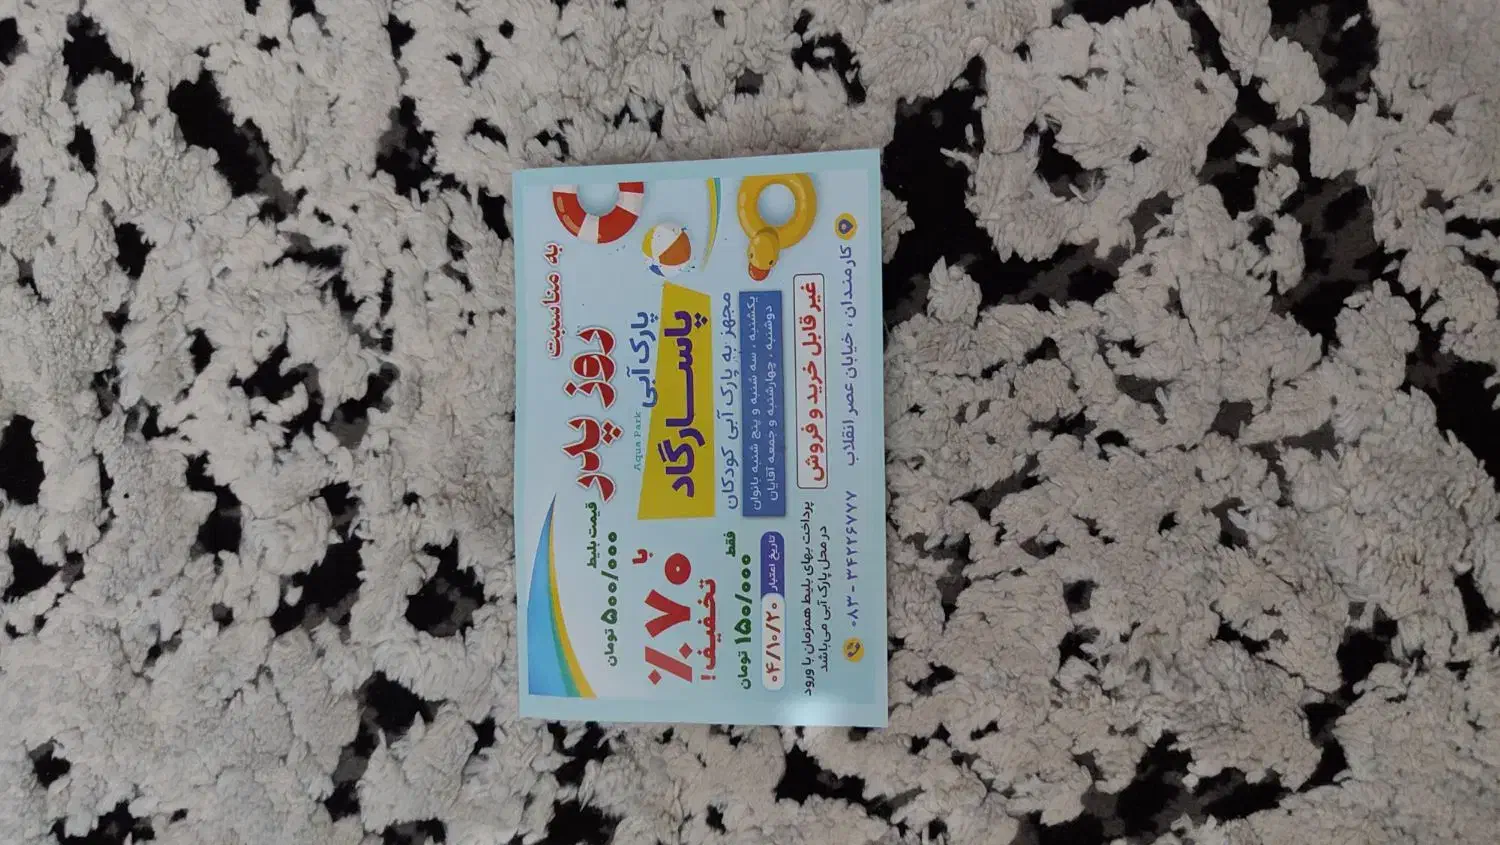 به مناسبت
روز پدر
پارک آبی
Aqua Park
پاسارگاد
مجهز به پارک آبی کودکان
یکشنبه ، سه شنبه و پنج شنبه بانوان
دوشنبه ، چهارشنبه و جمعه آقایان
غیر قابل خرید و فروش
کارمندان ، خیابان عصر انقلاب
قیمت بلیط
۵۰۰/۰۰۰ تومان
با
۷۰٪
تخفیف!
فقط
۱۵۰/۰۰۰ تومان
تاریخ اعتبار ۰۴/۱۰/۲۰
پرداخت بهای بلیط همزمان با ورود
در محل پارک آبی می‌باشد
۰۸۳ - ۳۴۲۲۶۷۷۷